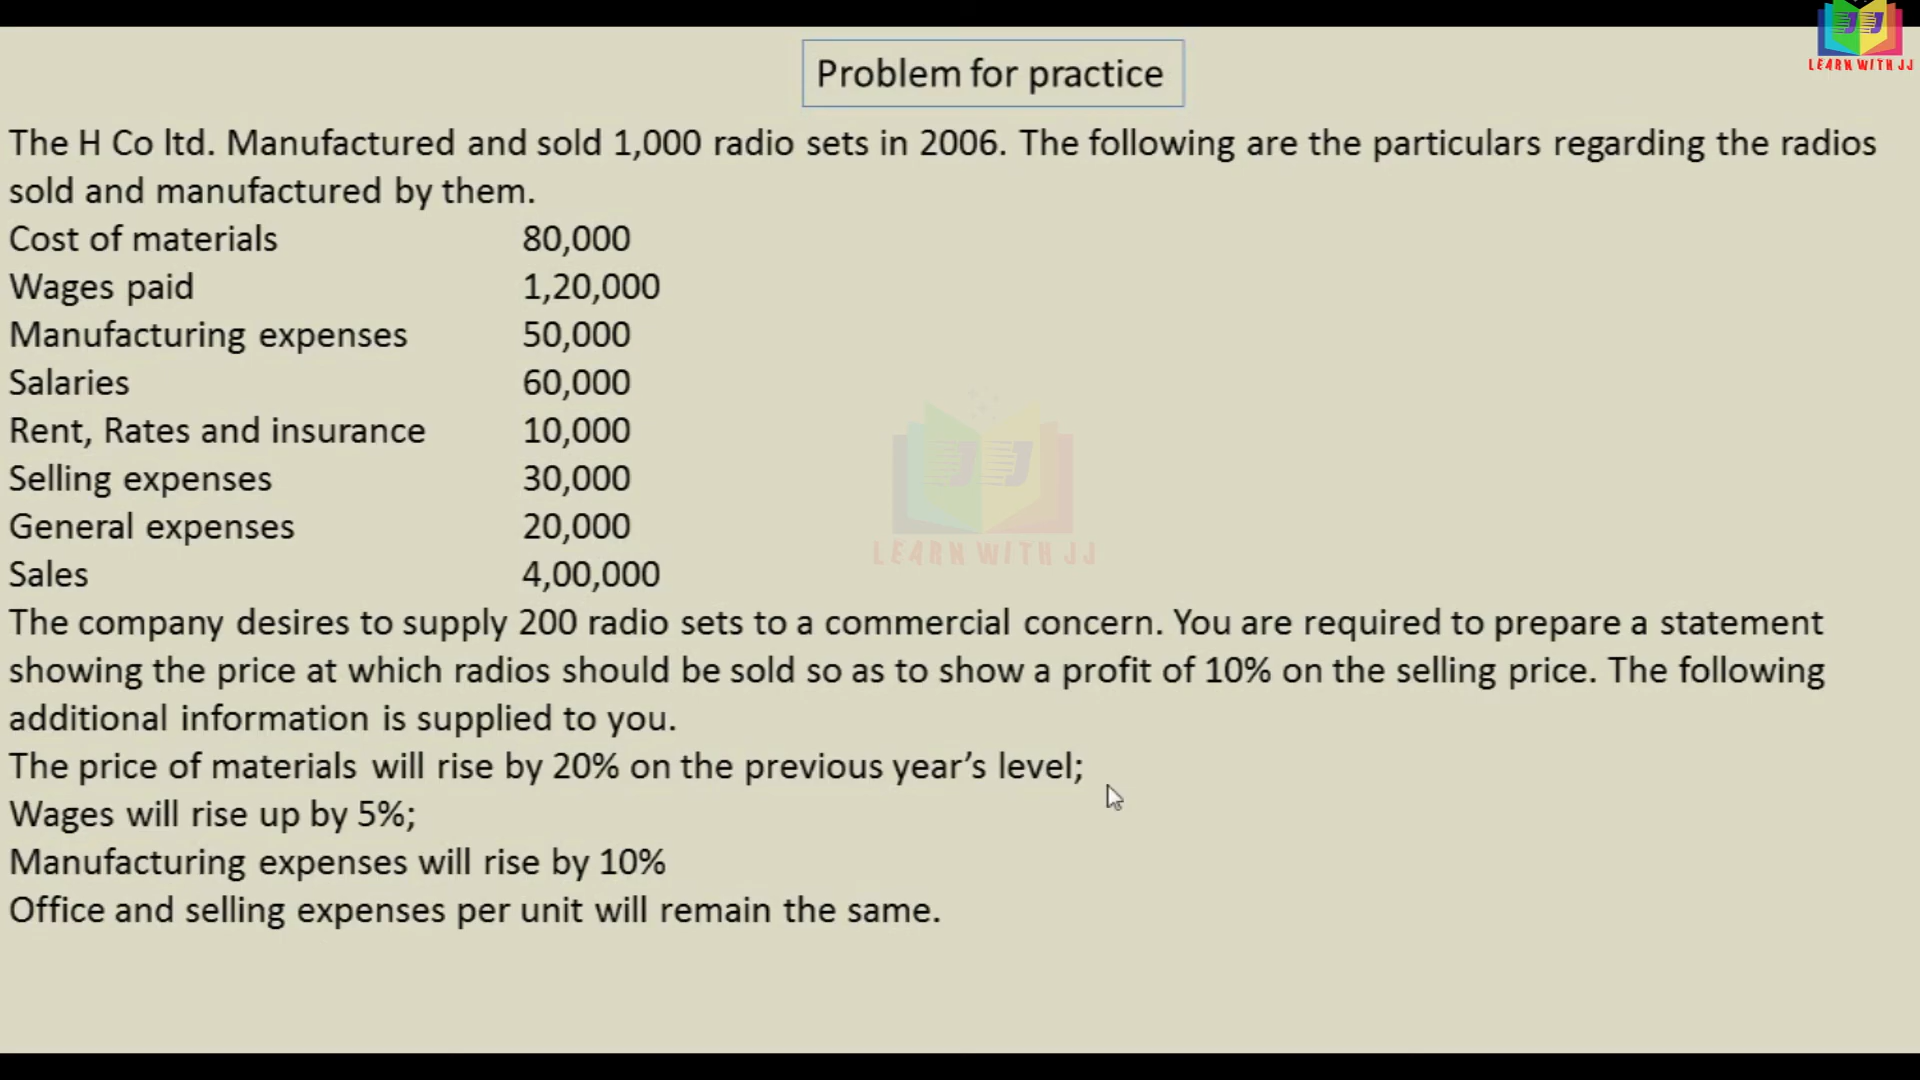 LEARN WITH JJ
Problem for practice
The H Co ltd. Manufactured and sold 1,000 radio sets in 2006. The following are the particulars regarding the radios
sold and manufactured by them.
Cost of materials 80,000
Wages paid 1,20,000
Manufacturing expenses 50,000
Salaries 60,000
Rent, Rates and insurance 10,000
Selling expenses 30,000
General expenses 20,000
Sales 4,00,000
LEARN WITH JJ
The company desires to supply 200 radio sets to a commercial concern. You are required to prepare a statement
showing the price at which radios should be sold so as to show a profit of 10% on the selling price. The following
additional information is supplied to you.
The price of materials will rise by 20% on the previous year’s level;
Wages will rise up by 5%;
Manufacturing expenses will rise by 10%
Office and selling expenses per unit will remain the same.